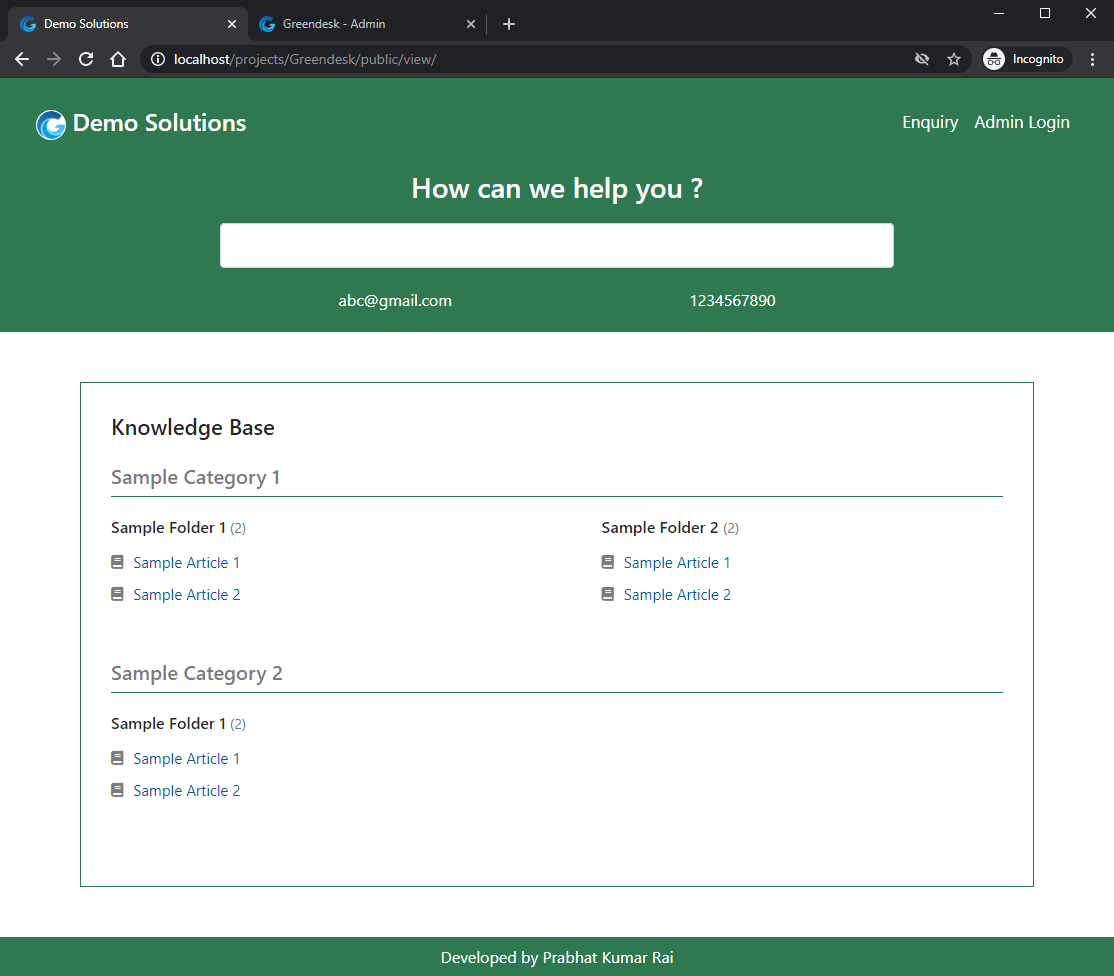 Demo Solutions
Greendesk - Admin
localhost/projects/Greendesk/public/view/
Incognito
Demo Solutions
Enquiry
Admin Login
How can we help you ?
abc@gmail.com
1234567890
Knowledge Base
Sample Category 1
Sample Folder 1 (2)
Sample Article 1
Sample Article 2
Sample Folder 2 (2)
Sample Article 1
Sample Article 2
Sample Category 2
Sample Folder 1 (2)
Sample Article 1
Sample Article 2
Developed by Prabhat Kumar Rai